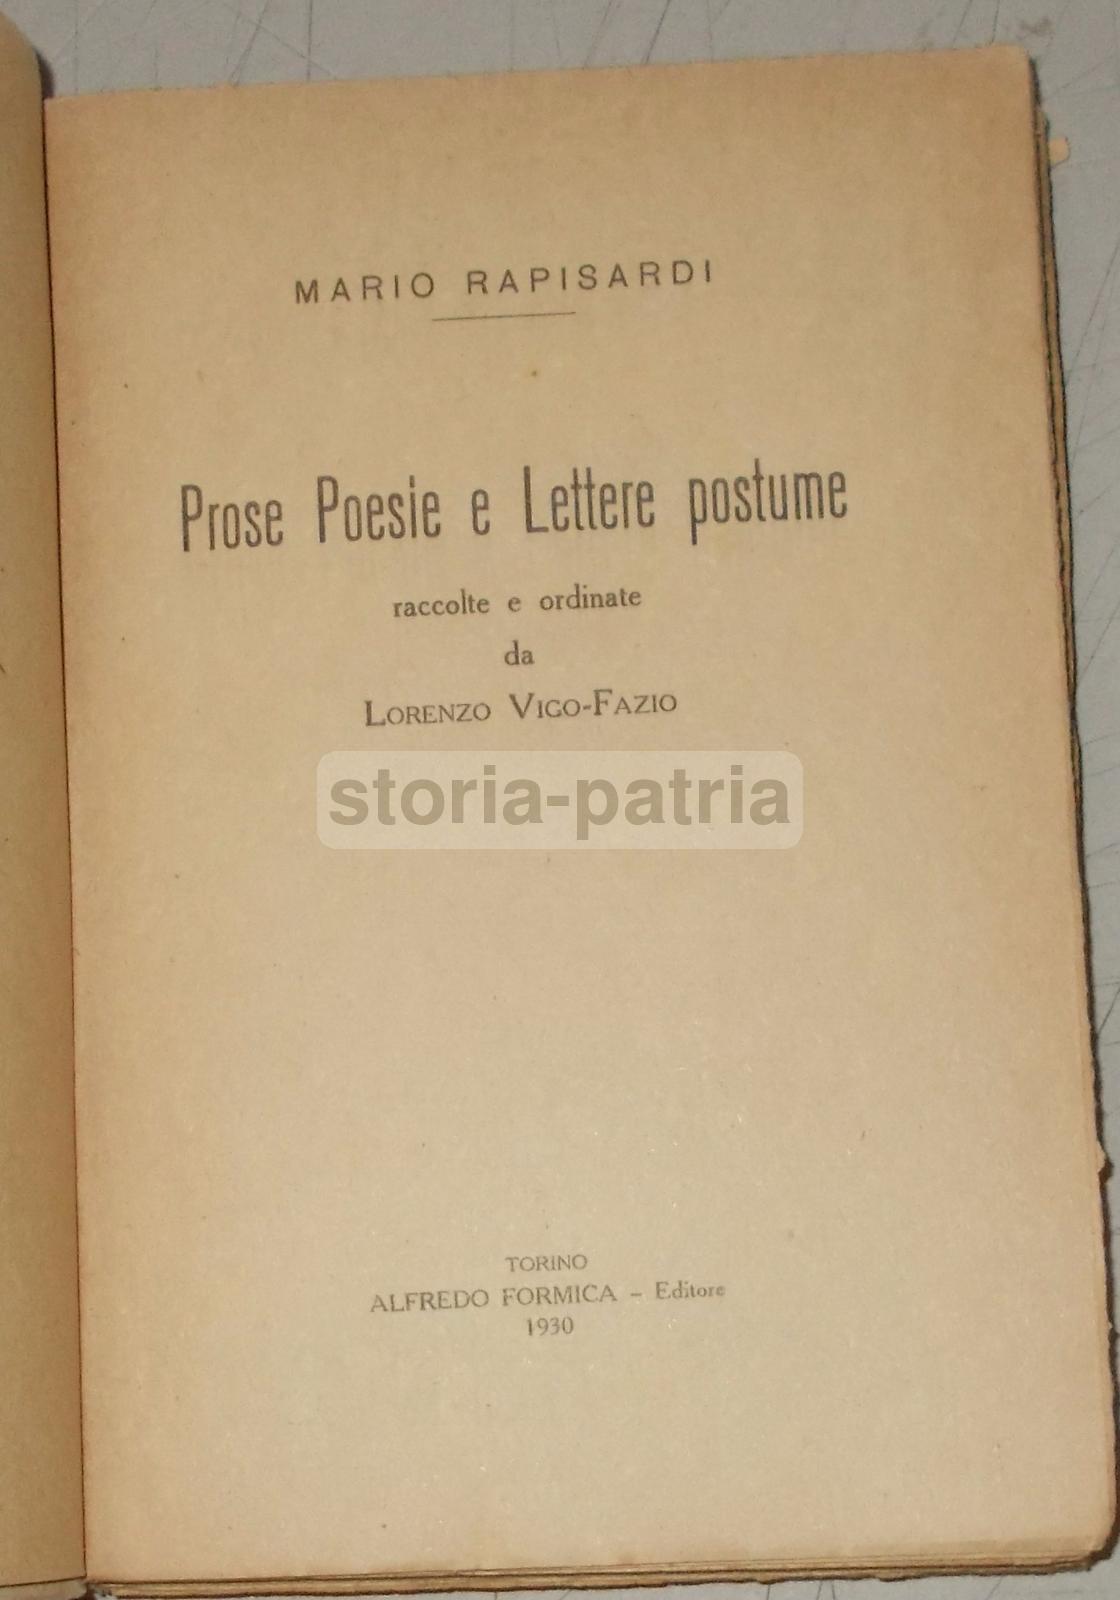 MARIO RAPISARDI
Prose Poesie e Lettere postume
raccolte e ordinate
da
LORENZO VIGO-FAZIO
storia-patria
TORINO
ALFREDO FORMICA - Editore
1930